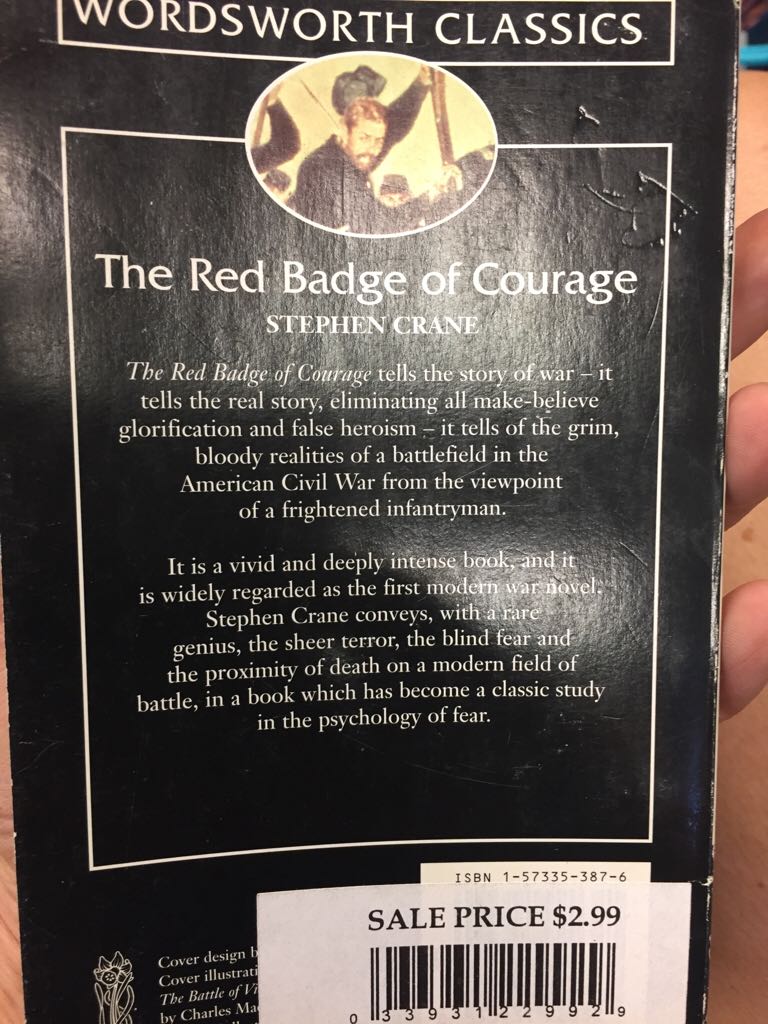 WORDSWORTH CLASSICS
The Red Badge of Courage
STEPHEN CRANE
The Red Badge of Courage tells the story of war – it
tells the real story, eliminating all make-believe
glorification and false heroism – it tells of the grim,
bloody realities of a battlefield in the
American Civil War from the viewpoint
of a frightened infantryman.
It is a vivid and deeply intense book, and it
is widely regarded as the first modern war novel.
Stephen Crane conveys, with a rare
genius, the sheer terror, the blind fear and
the proximity of death on a modern field of
battle, in a book which has become a classic study
in the psychology of fear.
ISBN 1-57335-387-6
SALE PRICE $2.99
Cover design b
Cover illustrati
The Battle of Vi
by Charles Ma
0 33931 22992 9